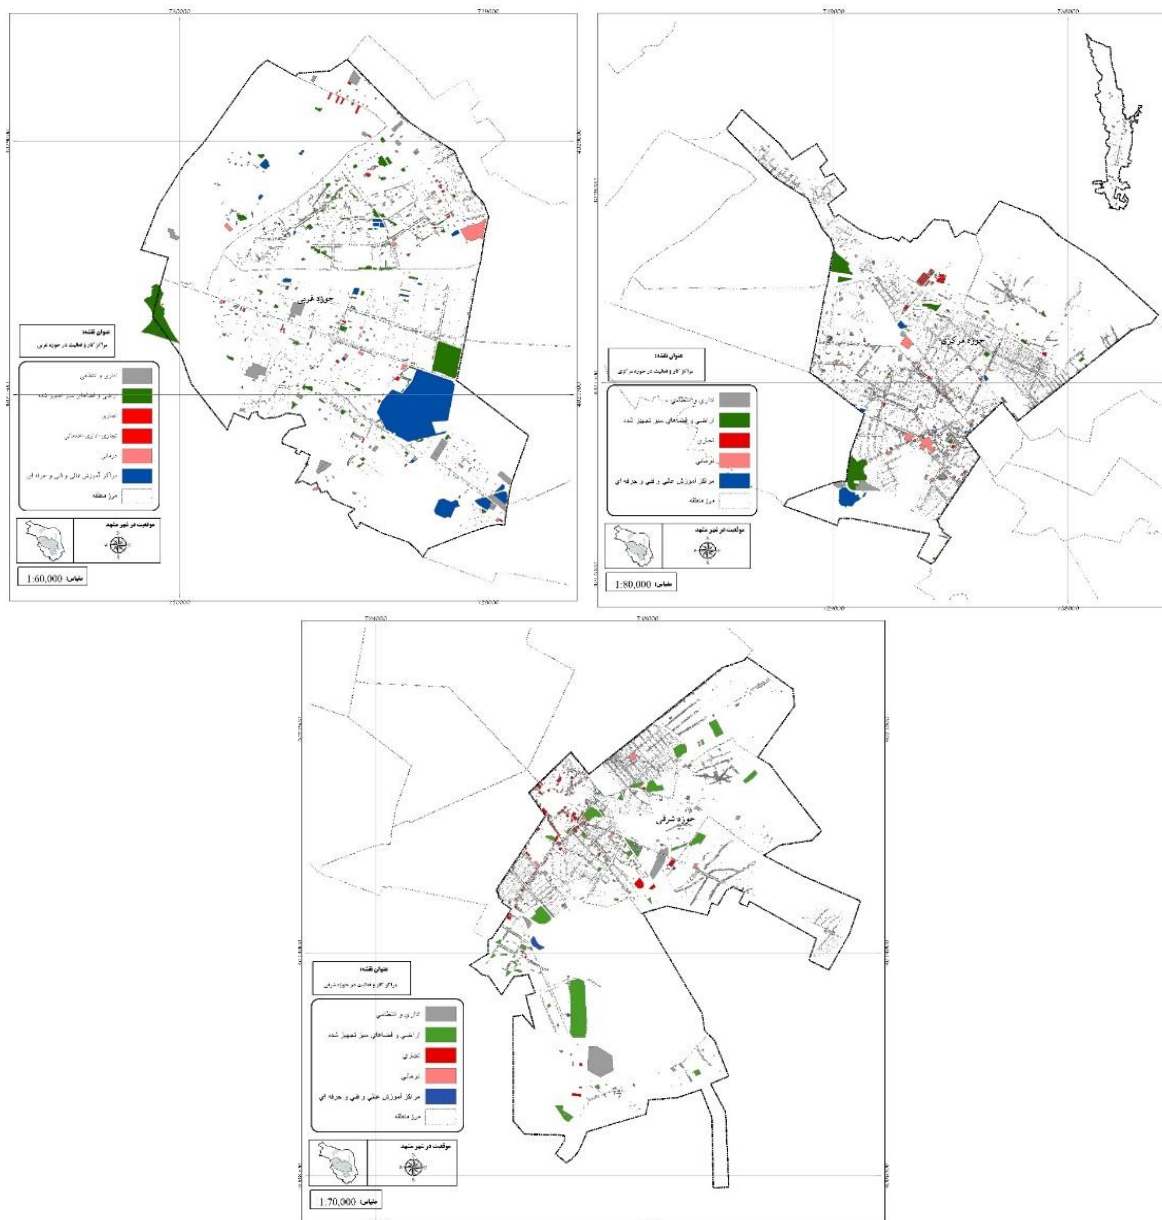 حوزه غربی
عنوان نقشه:
مراکز کار و فعالیت در حوزه غربی
اداری و انتظامی
اراضی و فضاهای سبز تجهیز شده
تجاری
تجاری-اداری-خدماتی
درمانی
مراکز آموزش عالی و فنی و حرفه ای
مرز منطقه
موقعیت در شهر مشهد
مقیاس: 1:60,000
حوزه مرکزی
عنوان نقشه:
مراکز کار و فعالیت در حوزه مرکزی
اداری و انتظامی
اراضی و فضاهای سبز تجهیز شده
تجاری
درمانی
مراکز آموزش عالی و فنی و حرفه ای
مرز منطقه
موقعیت در شهر مشهد
مقیاس: 1:80,000
حوزه شرقی
عنوان نقشه:
مراکز کار و فعالیت در حوزه شرقی
اداری و انتظامی
اراضی و فضاهای سبز تجهیز شده
تجاری
درمانی
مراکز آموزش عالی و فنی و حرفه ای
مرز منطقه
موقعیت در شهر مشهد
مقیاس: 1:70,000